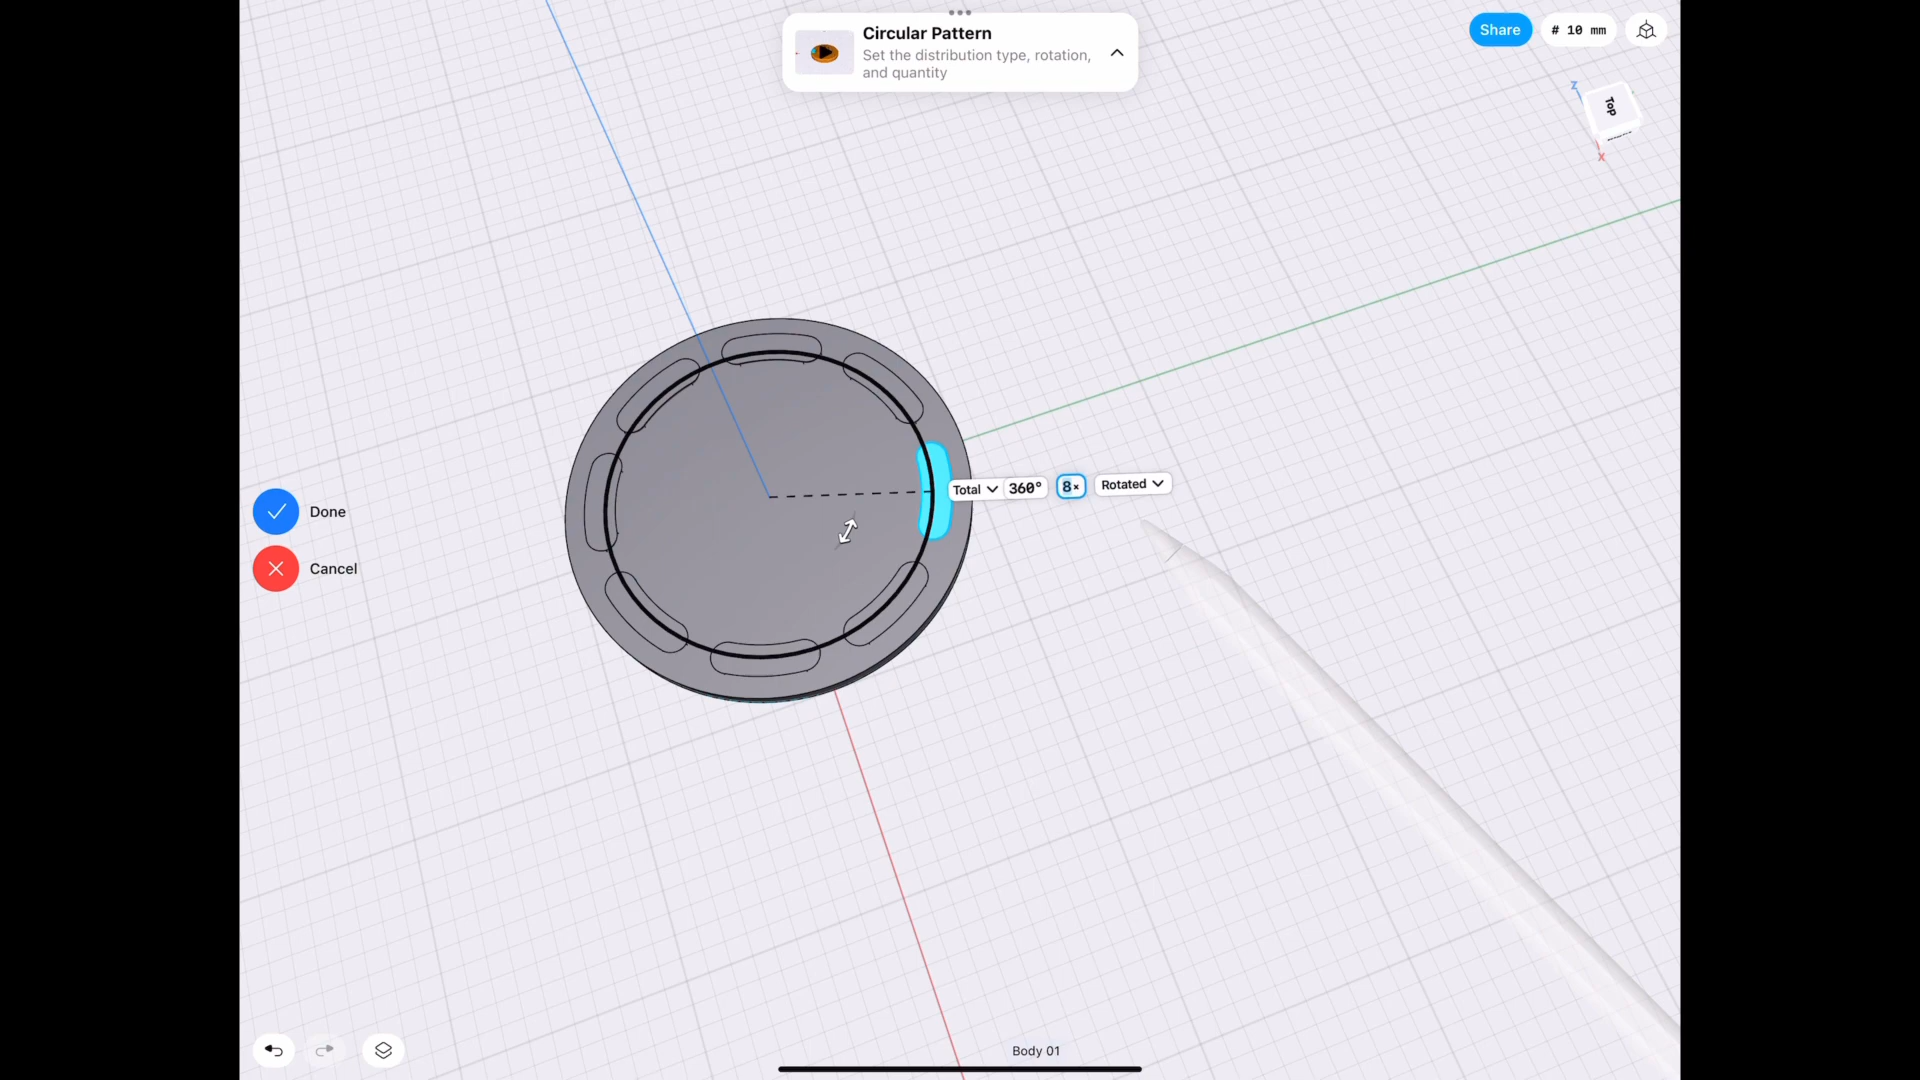 Circular Pattern
Set the distribution type, rotation,
and quantity
Share
# 10 mm
Z
Top
X
Total 360° 8× Rotated
Done
Cancel
Body 01